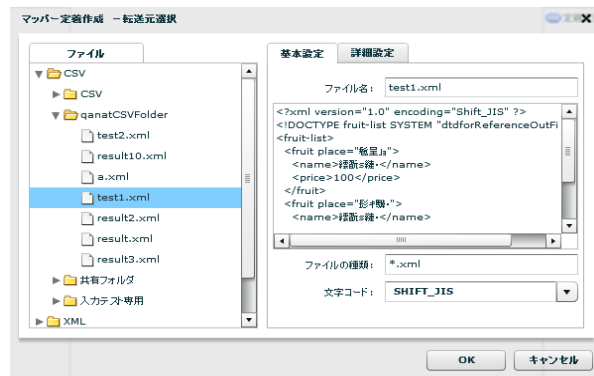 マッパー定義作成 －転送元選択
ファイル
CSV
CSV
qanatCSVFolder
test2.xml
result10.xml
a.xml
test1.xml
result2.xml
result.xml
result3.xml
共有フォルダ
入力テスト専用
XML
基本設定 詳細設定
ファイル名： test1.xml
<?xml version="1.0" encoding="Shift_JIS" ?>
<!DOCTYPE fruit-list SYSTEM "dtdforReferenceOutFi
<fruit-list>
<fruit place="
<name>
</name>
<price>100</price>
</fruit>
<fruit place="
<name>
</name>
ファイルの種類： *.xml
文字コード： SHIFT_JIS
OK キャンセル